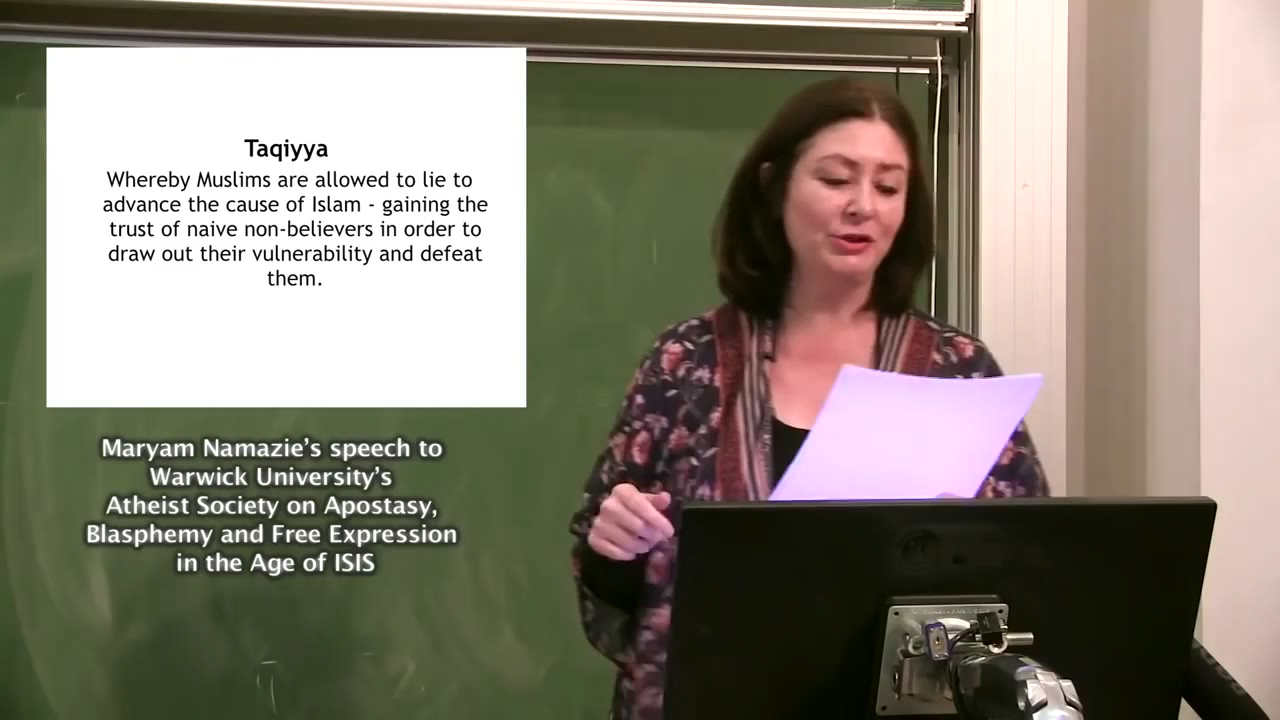 Taqiyya
Whereby Muslims are allowed to lie to
advance the cause of Islam - gaining the
trust of naive non-believers in order to
draw out their vulnerability and defeat
them.
Maryam Namazie's speech to
Warwick University's
Atheist Society on Apostasy,
Blasphemy and Free Expression
in the Age of ISIS